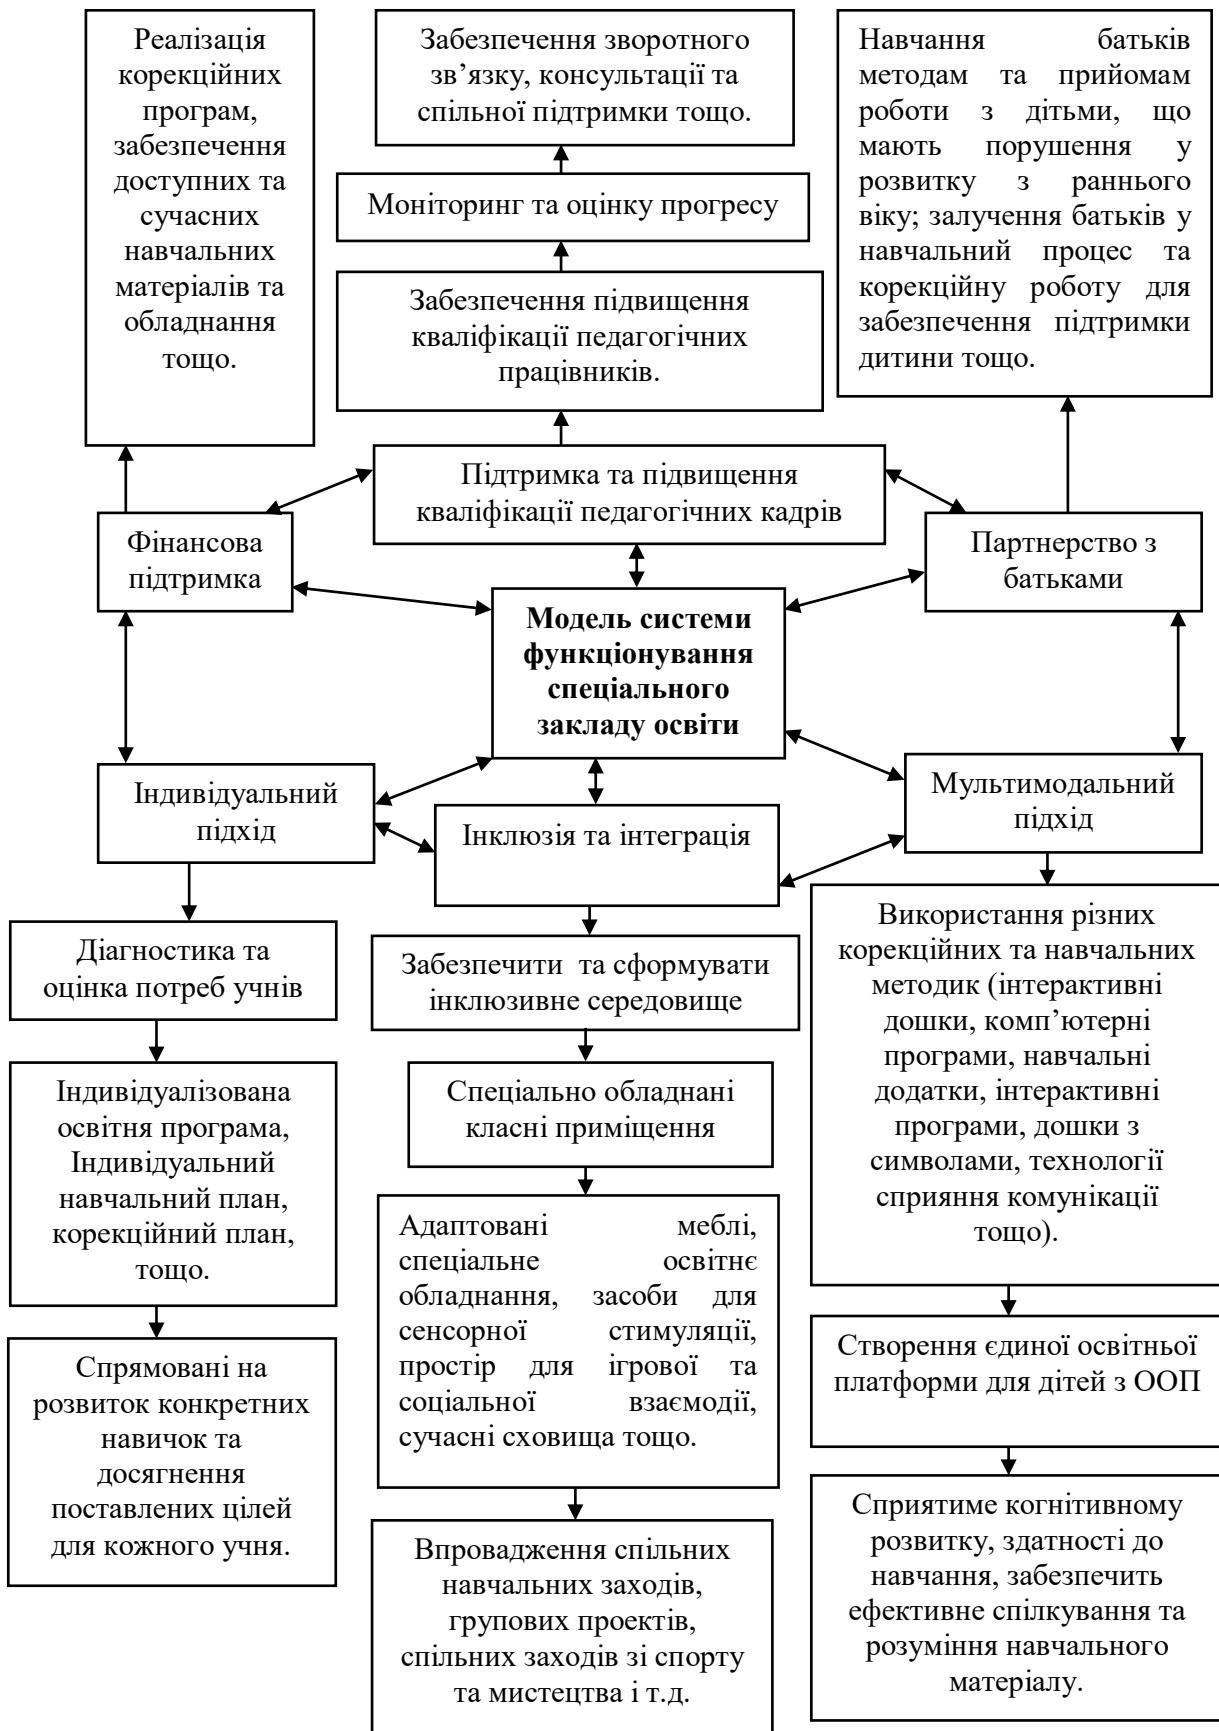 Реалізація
корекційних
програм,
забезпечення
доступних та
сучасних
навчальних
матеріалів та
обладнання
тощо.
Забезпечення зворотного
зв’язку, консультації та
спільної підтримки тощо.
Моніторинг та оцінку прогресу
Забезпечення підвищення
кваліфікації педагогічних
працівників.
Навчання батьків
методам та прийомам
роботи з дітьми, що
мають порушення у
розвитку з раннього
віку; залучення батьків у
навчальний процес та
корекційну роботу для
забезпечення підтримки
дитини тощо.
Підтримка та підвищення
кваліфікації педагогічних кадрів
Фінансова
підтримка
Партнерство з
батьками
Модель системи
функціонування
спеціального
закладу освіти
Індивідуальний
підхід
Інклюзія та інтеграція
Мультимодальний
підхід
Діагностика та
оцінка потреб учнів
Індивідуалізована
освітня програма,
Індивідуальний
навчальний план,
корекційний план,
тощо.
Спрямовані на
розвиток конкретних
навичок та
досягнення
поставлених цілей
для кожного учня.
Забезпечити та сформувати
інклюзивне середовище
Спеціально обладнані
класні приміщення
Адаптовані меблі,
спеціальне освітнє
обладнання, засоби для
сенсорної стимуляції,
простір для ігрової та
соціальної взаємодії,
сучасні сховища тощо.
Впровадження спільних
навчальних заходів,
групових проектів,
спільних заходів зі спорту
та мистецтва і т.д.
Використання різних
корекційних та навчальних
методик (інтерактивні
дошки, комп’ютерні
програми, навчальні
додатки, інтерактивні
програми, дошки з
символами, технології
сприяння комунікації
тощо).
Створення єдиної освітньої
платформи для дітей з ООП
Сприятиме когнітивному
розвитку, здатності до
навчання, забезпечить
ефективне спілкування та
розуміння навчального
матеріалу.